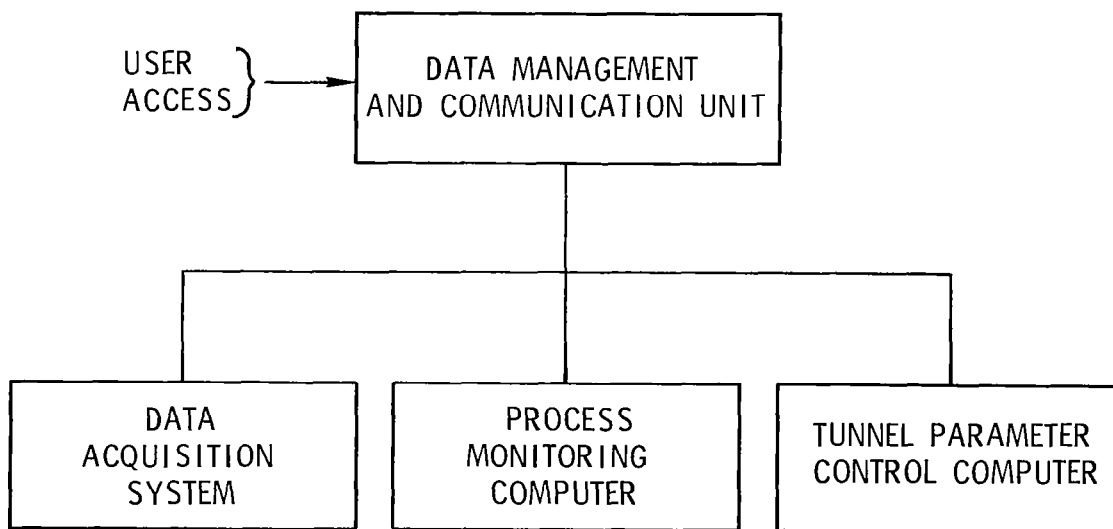 USER
ACCESS
DATA MANAGEMENT
AND COMMUNICATION UNIT
DATA
ACQUISITION
SYSTEM
PROCESS
MONITORING
COMPUTER
TUNNEL PARAMETER
CONTROL COMPUTER